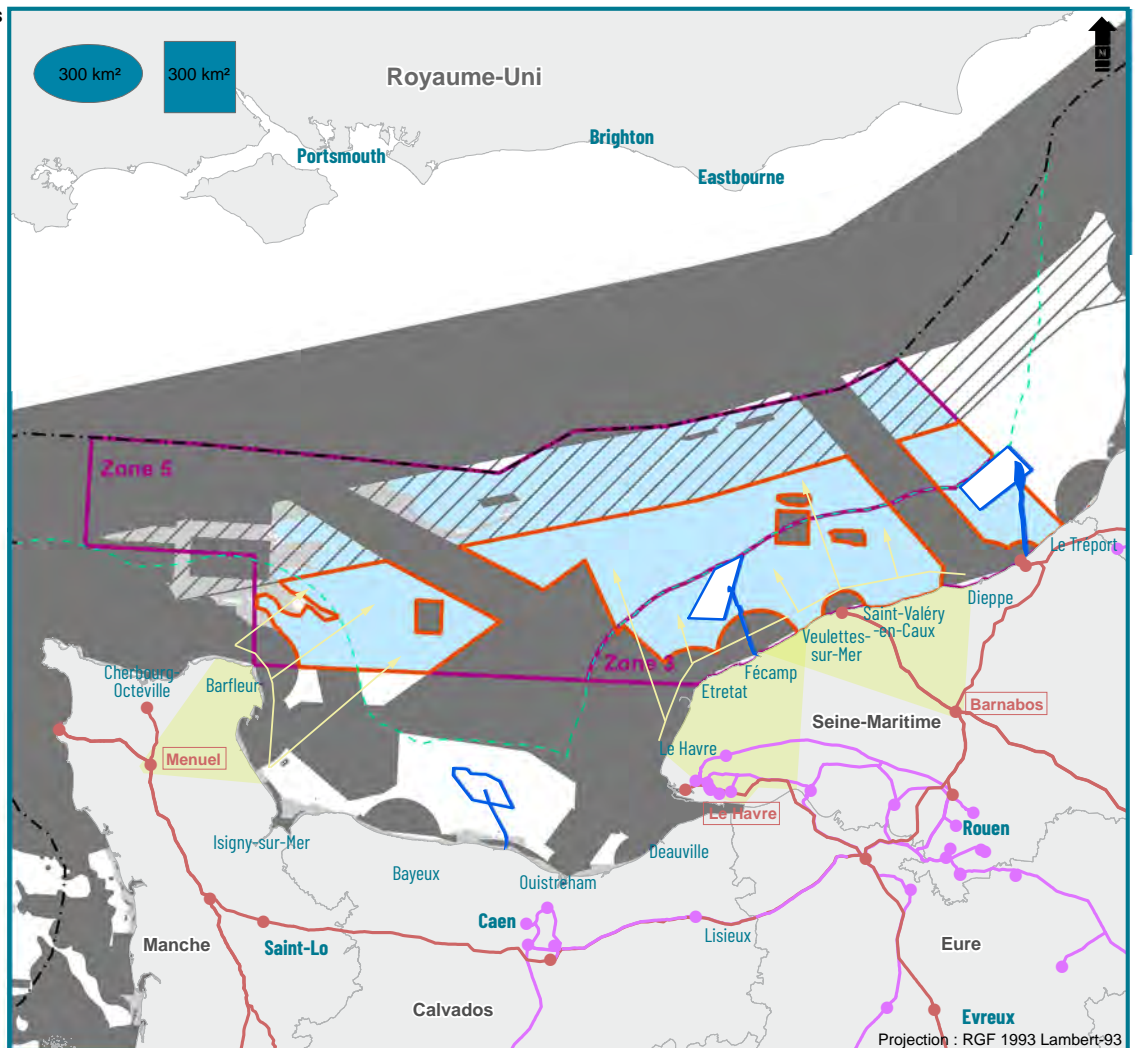 s
300 km²
300 km²
Royaume-Uni
N
Portsmouth
Brighton
Eastbourne
Zone 5
Zone 3
Le Tréport
Dieppe
Saint-Valéry
-en-Caux
Veulettes-
sur-Mer
Fécamp
Etretat
Cherbourg-
Octéville
Barfleur
Barnabos
Seine-Maritime
Menuel
Le Havre
Le Havre
Rouen
Isigny-sur-Mer
Deauville
Bayeux
Ouistreham
Caen
Lisieux
Manche
Saint-Lo
Eure
Calvados
Evreux
Projection : RGF 1993 Lambert-93